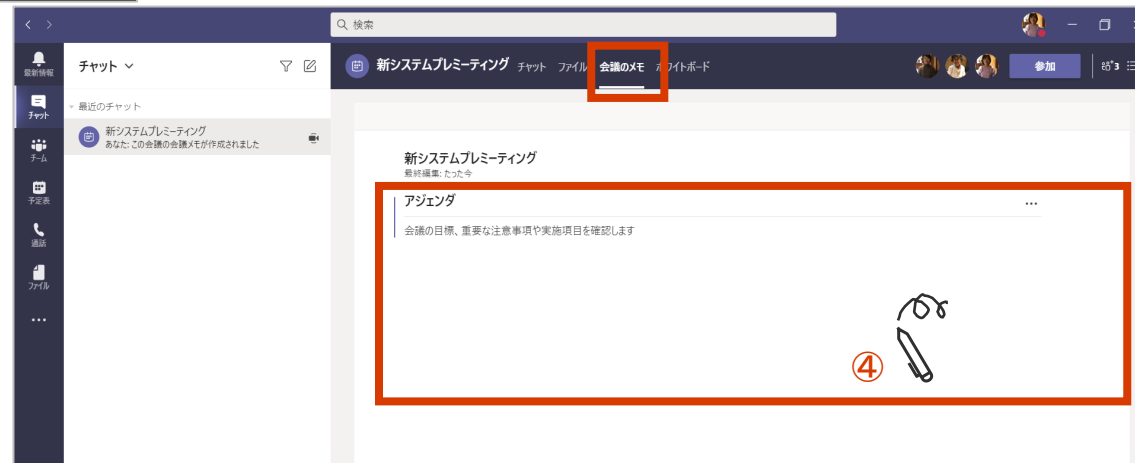 検索
最新情報
チャット
チーム
予定表
通話
ファイル
チャット
最近のチャット
新システムプレミーティング
あなた: この会議の会議メモが作成されました
新システムプレミーティング チャット ファイル 会議のメモ ホワイトボード
参加
3
新システムプレミーティング
最終編集: たった今
アジェンダ
会議の目標、重要な注意事項や実施項目を確認します
④